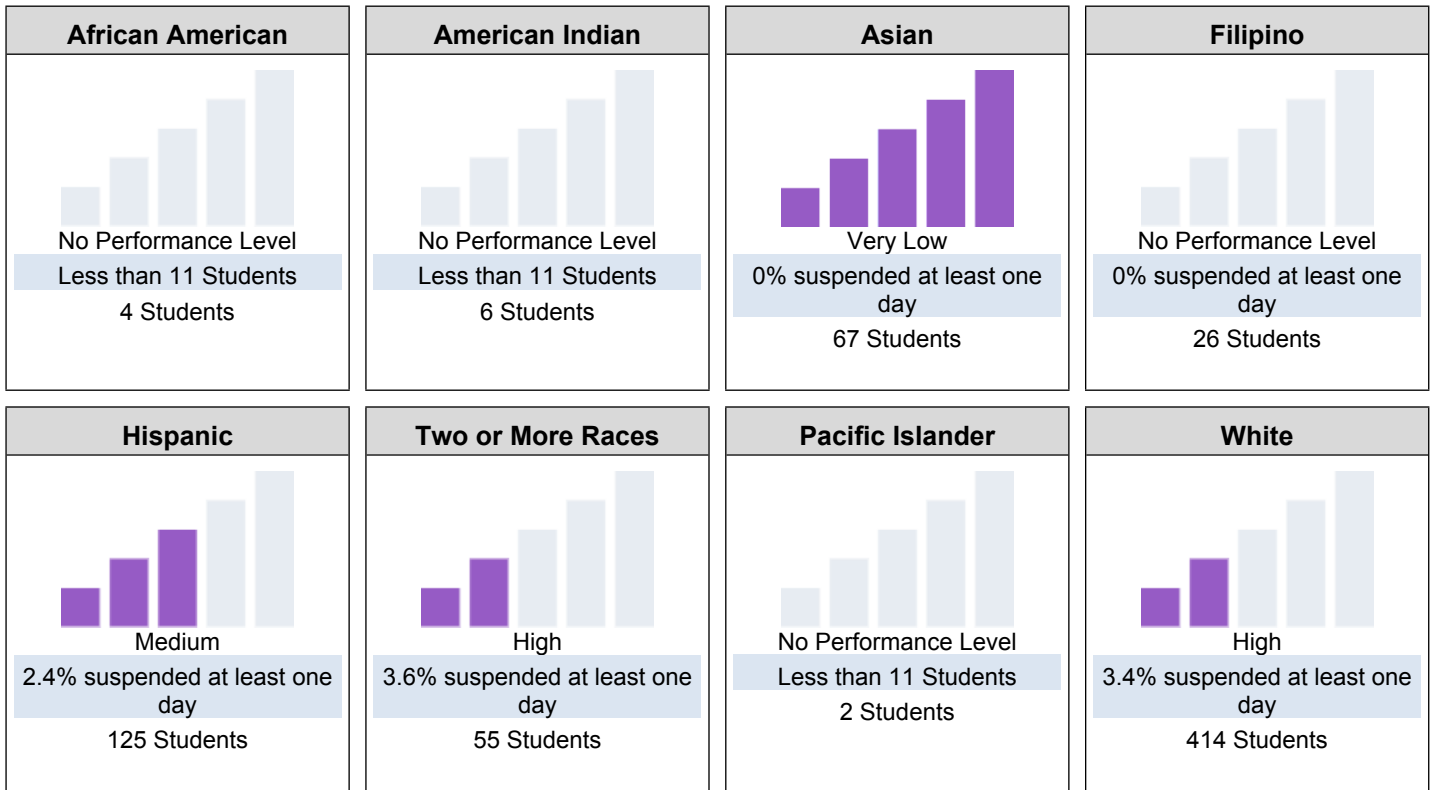 African American
No Performance Level
Less than 11 Students
4 Students
American Indian
No Performance Level
Less than 11 Students
6 Students
Asian
Very Low
0% suspended at least one
day
67 Students
Filipino
No Performance Level
0% suspended at least one
day
26 Students
Hispanic
Medium
2.4% suspended at least one
day
125 Students
Two or More Races
High
3.6% suspended at least one
day
55 Students
Pacific Islander
No Performance Level
Less than 11 Students
2 Students
White
High
3.4% suspended at least one
day
414 Students